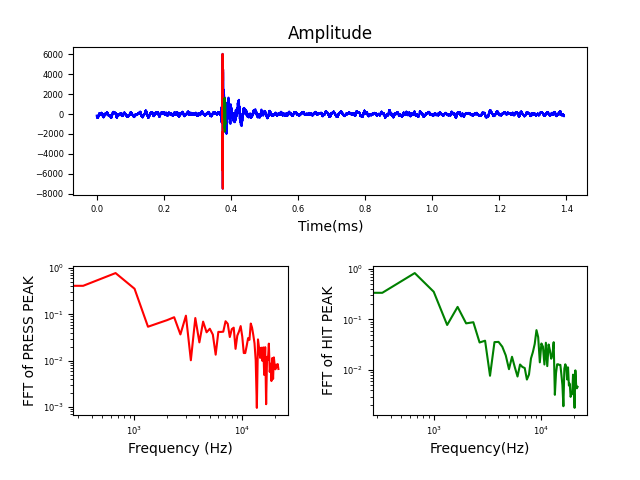 Amplitude
6000
4000
2000
0
−2000
−4000
−6000
−8000
0.0 0.2 0.4 0.6 0.8 1.0 1.2 1.4
Time(ms)
FFT of PRESS PEAK
10⁰
10⁻¹
10⁻²
10⁻³
10³ 10⁴
Frequency (Hz)
FFT of HIT PEAK
10⁰
10⁻¹
10⁻²
10³ 10⁴
Frequency(Hz)